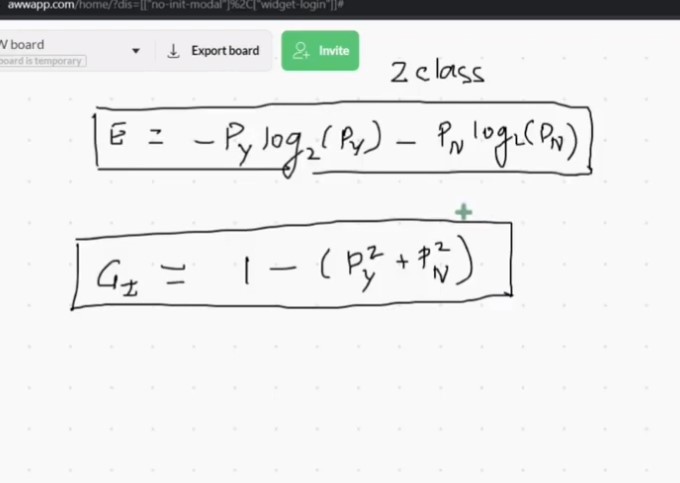 awwapp.com/home/?dis=[["no-init-modal"]%2C["widget-login"]]#
board
board is temporary
Export board
Invite
2 class
E = - P_Y log_2 (P_Y) - P_N log_2 (P_N)
G_I = 1 - (P_Y^2 + P_N^2)